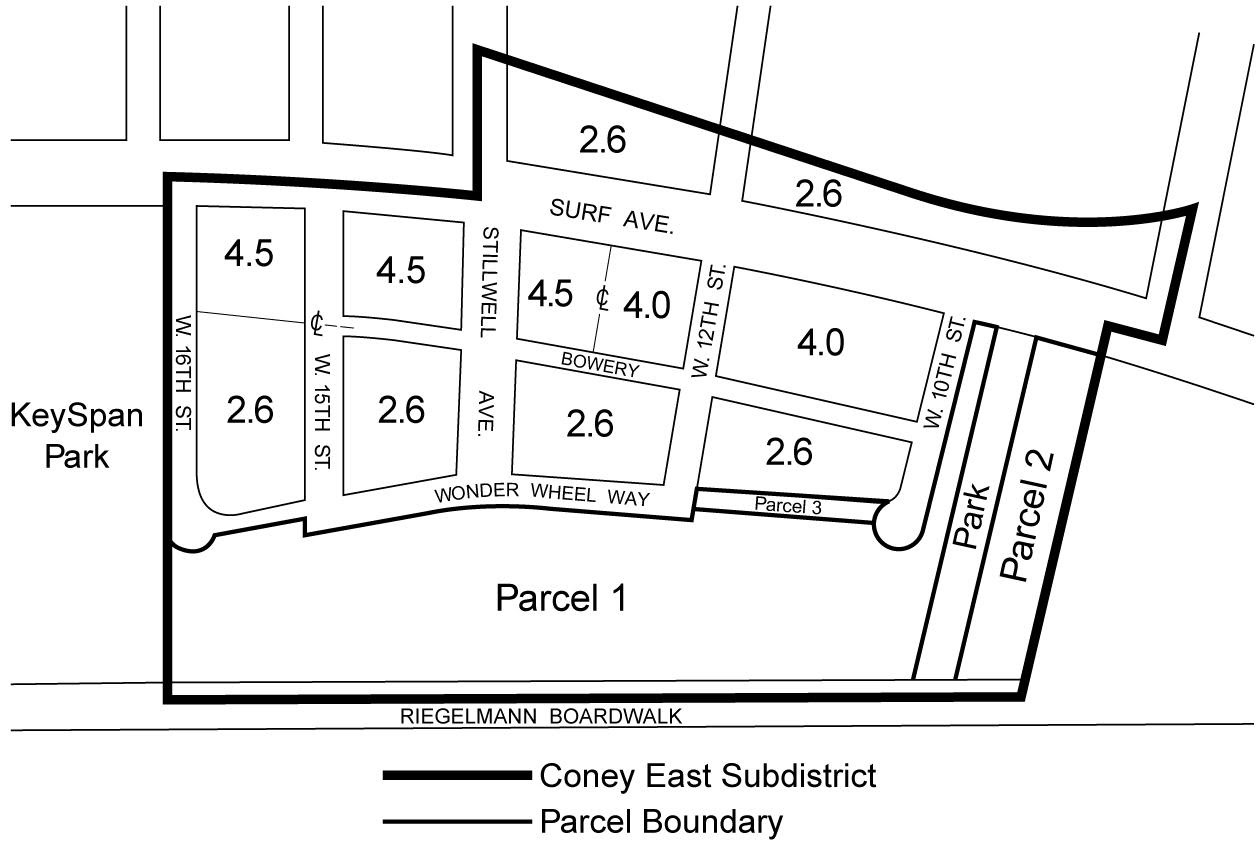 2.6
2.6
SURF AVE.
4.5
4.5
STILLWELL
AVE.
4.5
℄
4.0
W. 12TH ST.
4.0
W. 10TH ST.
W. 16TH ST.
℄
W. 15TH ST.
BOWERY
KeySpan
Park
2.6
2.6
2.6
2.6
WONDER WHEEL WAY
Parcel 3
Park
Parcel 2
Parcel 1
RIEGELMANN BOARDWALK
Coney East Subdistrict
Parcel Boundary